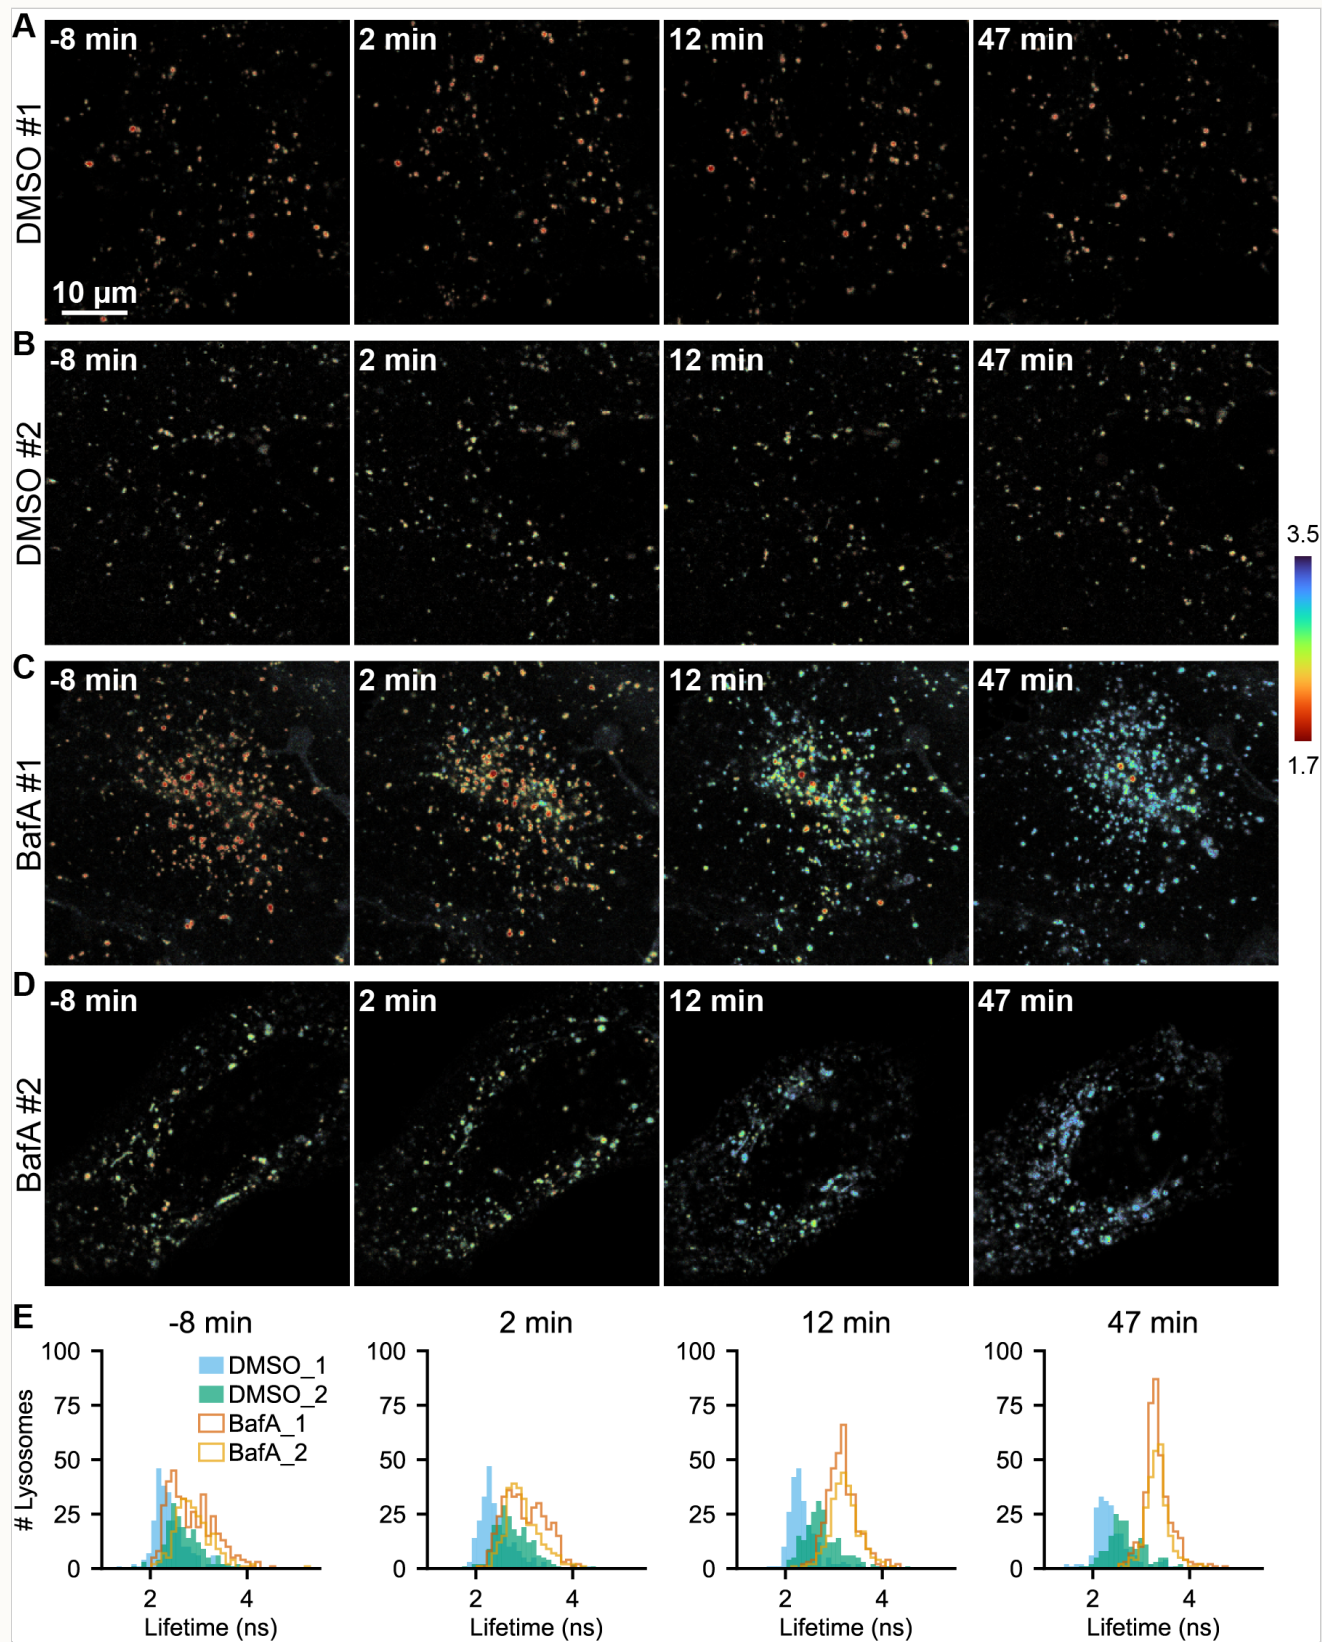 A
DMSO #1
-8 min
2 min
12 min
47 min
10 µm
B
DMSO #2
-8 min
2 min
12 min
47 min
3.5
1.7
C
BafA #1
-8 min
2 min
12 min
47 min
D
BafA #2
-8 min
2 min
12 min
47 min
E
-8 min
2 min
12 min
47 min
# Lysosomes
100
75
50
25
0
2
4
Lifetime (ns)
DMSO_1
DMSO_2
BafA_1
BafA_2
100
75
50
25
0
2
4
Lifetime (ns)
100
75
50
25
0
2
4
Lifetime (ns)
100
75
50
25
0
2
4
Lifetime (ns)